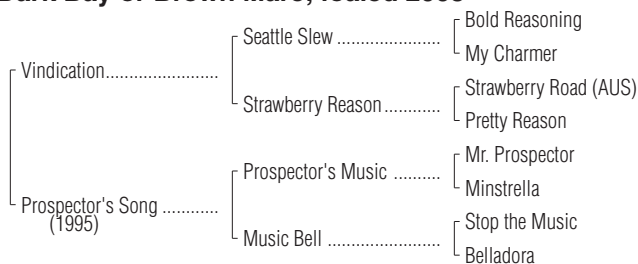 Dark Bay or Brown Mare; foaled
Bold Reasoning
Seattle Slew
My Charmer
Vindication
Strawberry Road (AUS)
Strawberry Reason
Pretty Reason
Mr. Prospector
Prospector's Music
Minstrella
Prospector's Song
(1995)
Stop the Music
Music Bell
Belladora